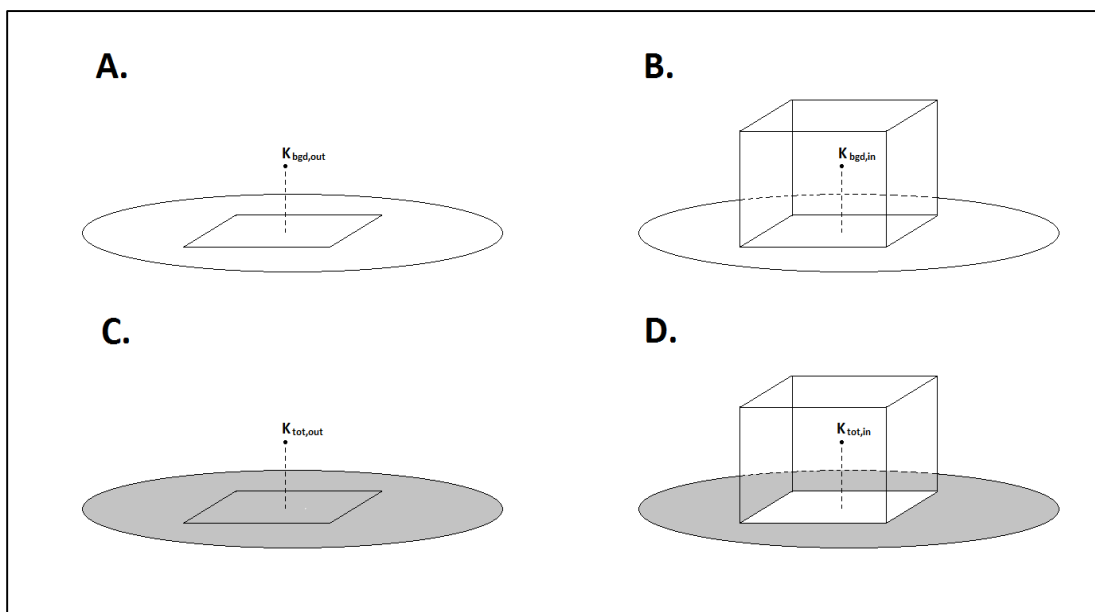 A.
B.
K bgd,out
K bgd,in
C.
D.
K tot,out
K tot,in